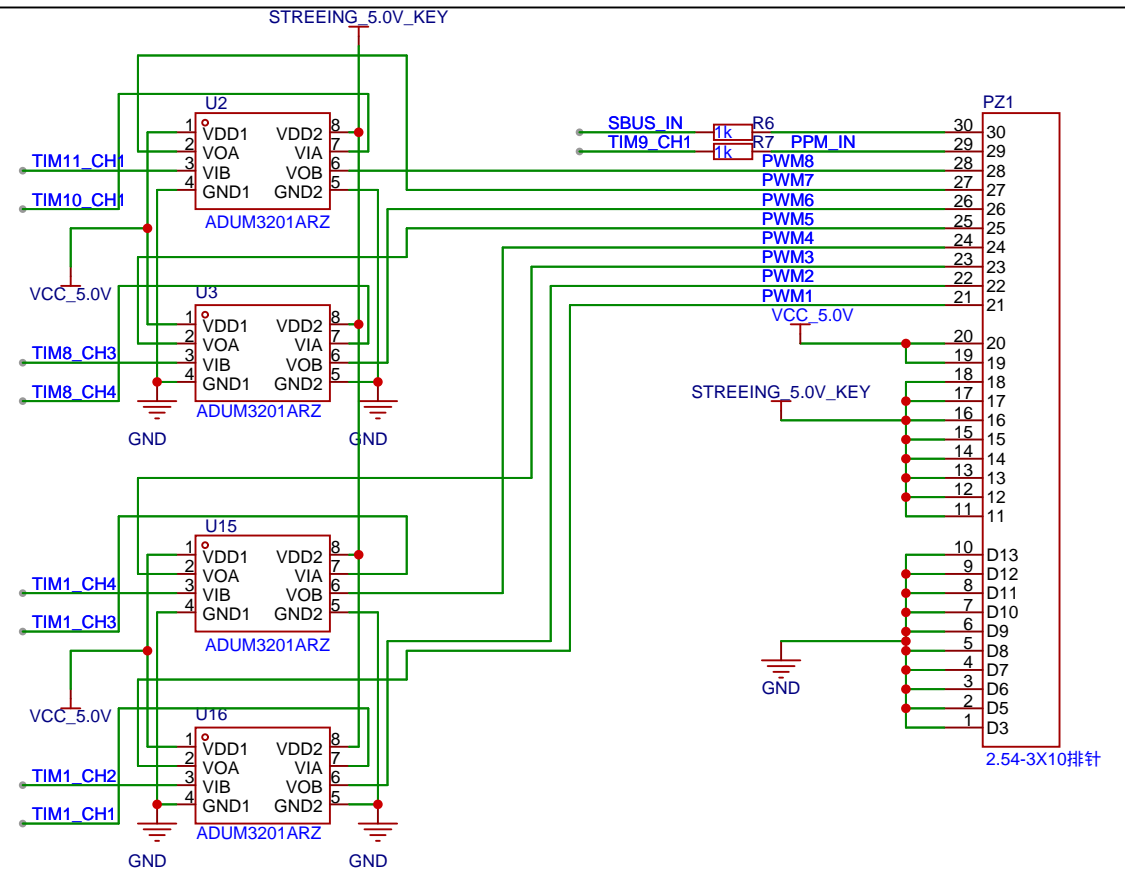 STREEING_5.0V_KEY
U2
1 VDD1 VDD2 8
2 VOA VIA 7
3 VIB VOB 6
4 GND1 GND2 5
ADUM3201ARZ
TIM11_CH1
TIM10_CH1
VCC_5.0V
U3
1 VDD1 VDD2 8
2 VOA VIA 7
3 VIB VOB 6
4 GND1 GND2 5
ADUM3201ARZ
TIM8_CH3
TIM8_CH4
GND
GND
U15
1 VDD1 VDD2 8
2 VOA VIA 7
3 VIB VOB 6
4 GND1 GND2 5
ADUM3201ARZ
TIM1_CH4
TIM1_CH3
VCC_5.0V
U16
1 VDD1 VDD2 8
2 VOA VIA 7
3 VIB VOB 6
4 GND1 GND2 5
ADUM3201ARZ
TIM1_CH2
TIM1_CH1
GND
GND
PZ1
SBUS_IN 1k R6 30 30
TIM9_CH1 1k R7 PPM_IN 29 29
PWM8 28 28
PWM7 27 27
PWM6 26 26
PWM5 25 25
PWM4 24 24
PWM3 23 23
PWM2 22 22
PWM1 21 21
VCC_5.0V
20 20
19 19
18 18
STREEING_5.0V_KEY
17 17
16 16
15 15
14 14
13 13
12 12
11 11
10 D13
9 D12
8 D11
7 D10
6 D9
5 D8
4 D7
3 D6
2 D5
1 D3
GND
2.54-3X10排针